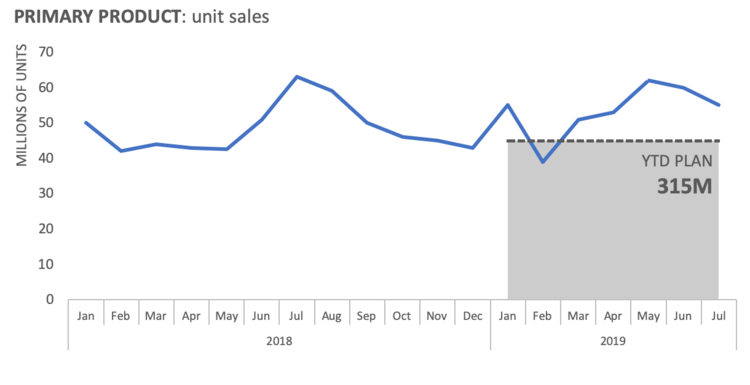 PRIMARY PRODUCT: unit sales
MILLIONS OF UNITS
70
60
50
40
30
20
10
0
YTD PLAN
315M
Jan Feb Mar Apr May Jun Jul Aug Sep Oct Nov Dec Jan Feb Mar Apr May Jun Jul
2018 2019